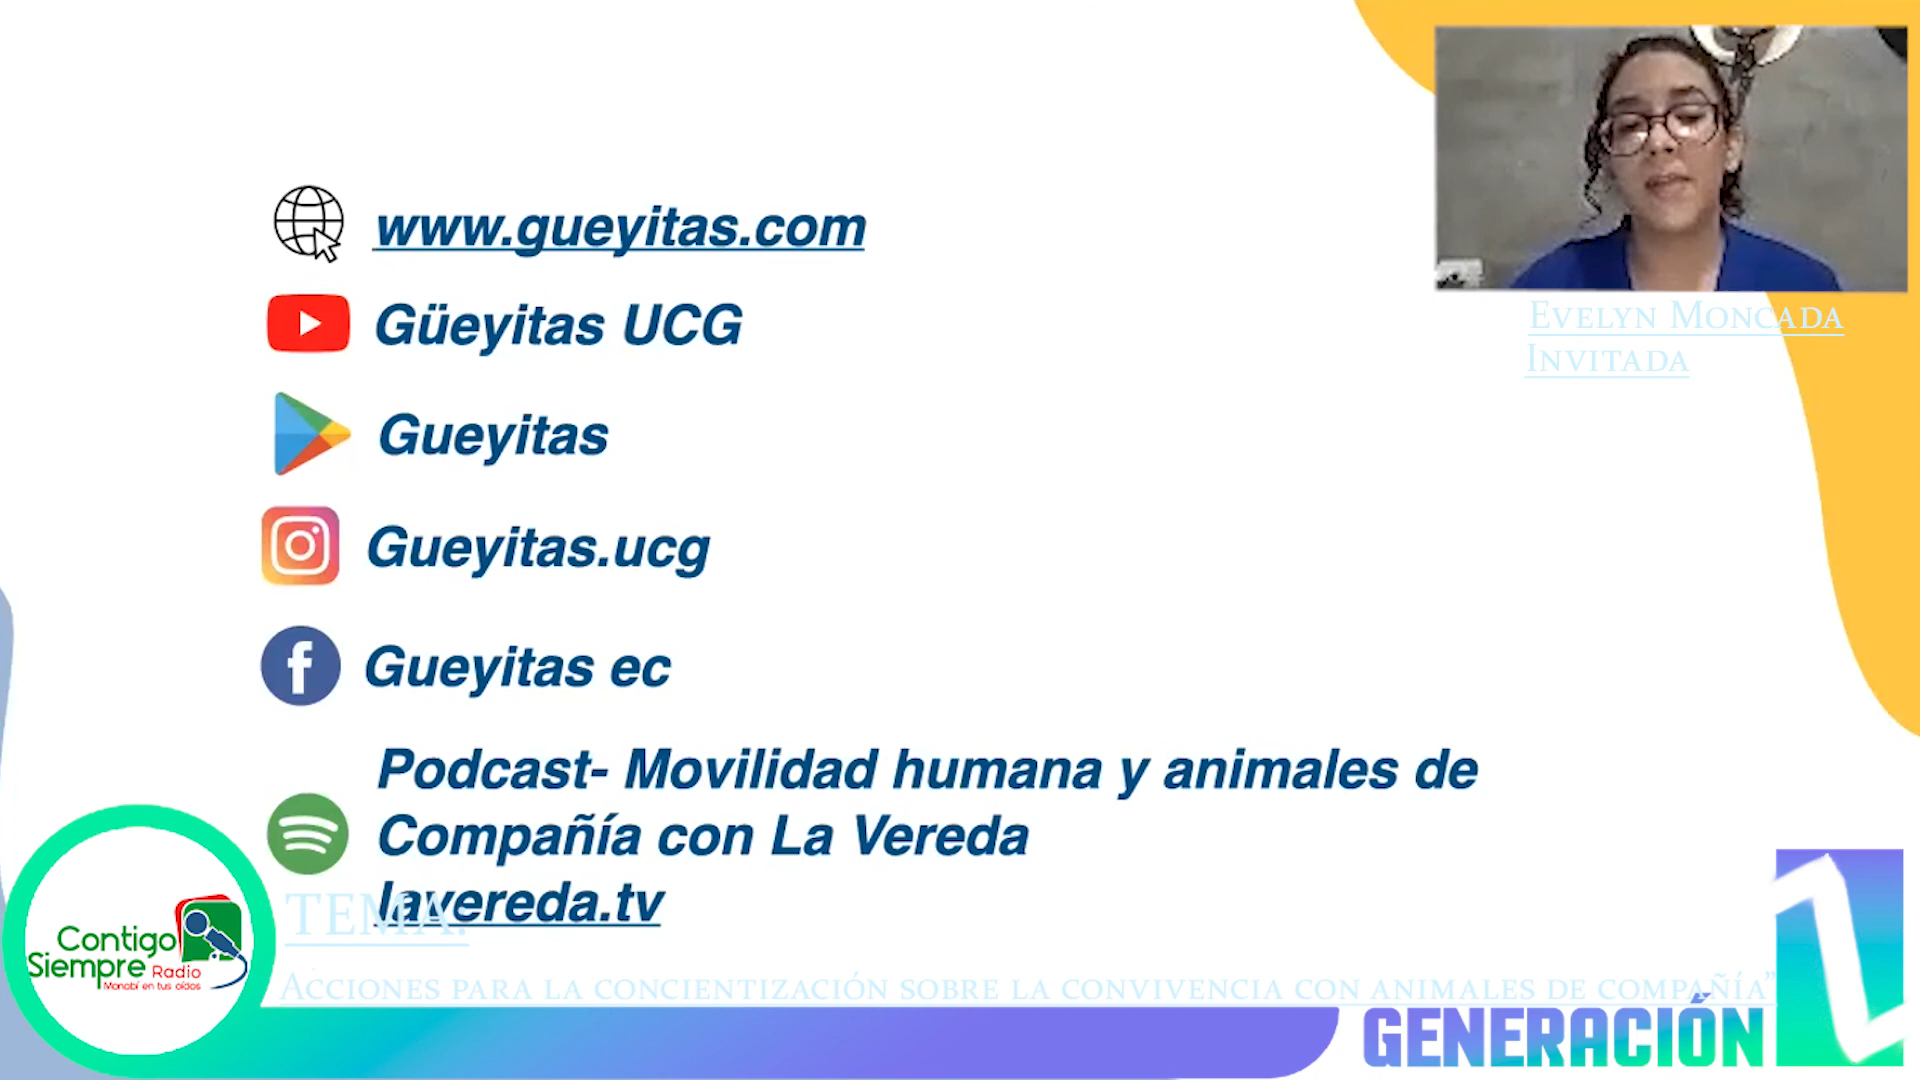 www.gueyitas.com
Güeyitas UCG
Gueyitas
Gueyitas.ucg
Gueyitas ec
Podcast- Movilidad humana y animales de
Compañía con La Vereda
lavereda.tv
Evelyn Moncada
Invitada
TEMA:
Acciones para la concientización sobre la convivencia con animales de compañía”
Contigo
Siempre Radio
Manabí en tus oídos
GENERACIÓN Z